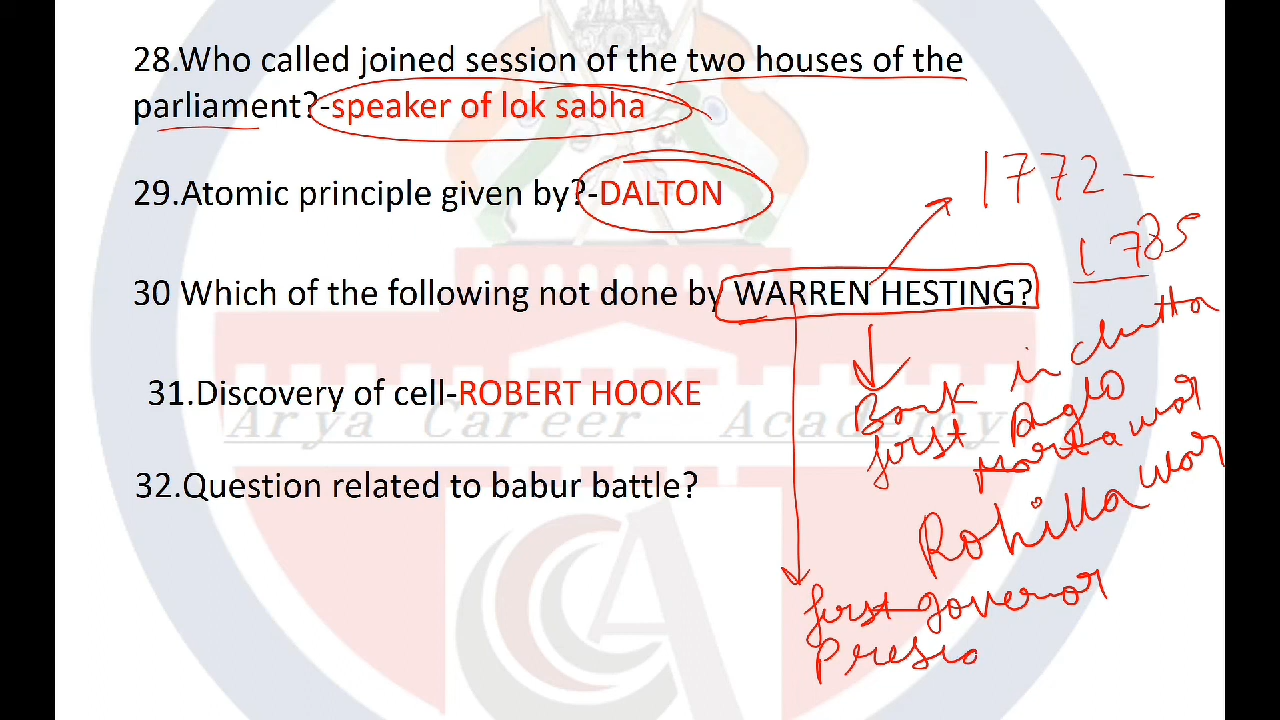 28.Who called joined session of the two houses of the
parliament?-speaker of lok sabha
29.Atomic principle given by?-DALTON
1772 -
1785
30 Which of the following not done by WARREN HESTING?
31.Discovery of cell-ROBERT HOOKE
Arya Career Academy
Bank in
first Anglo
war
Rohilla war
32.Question related to babur battle?
first governor